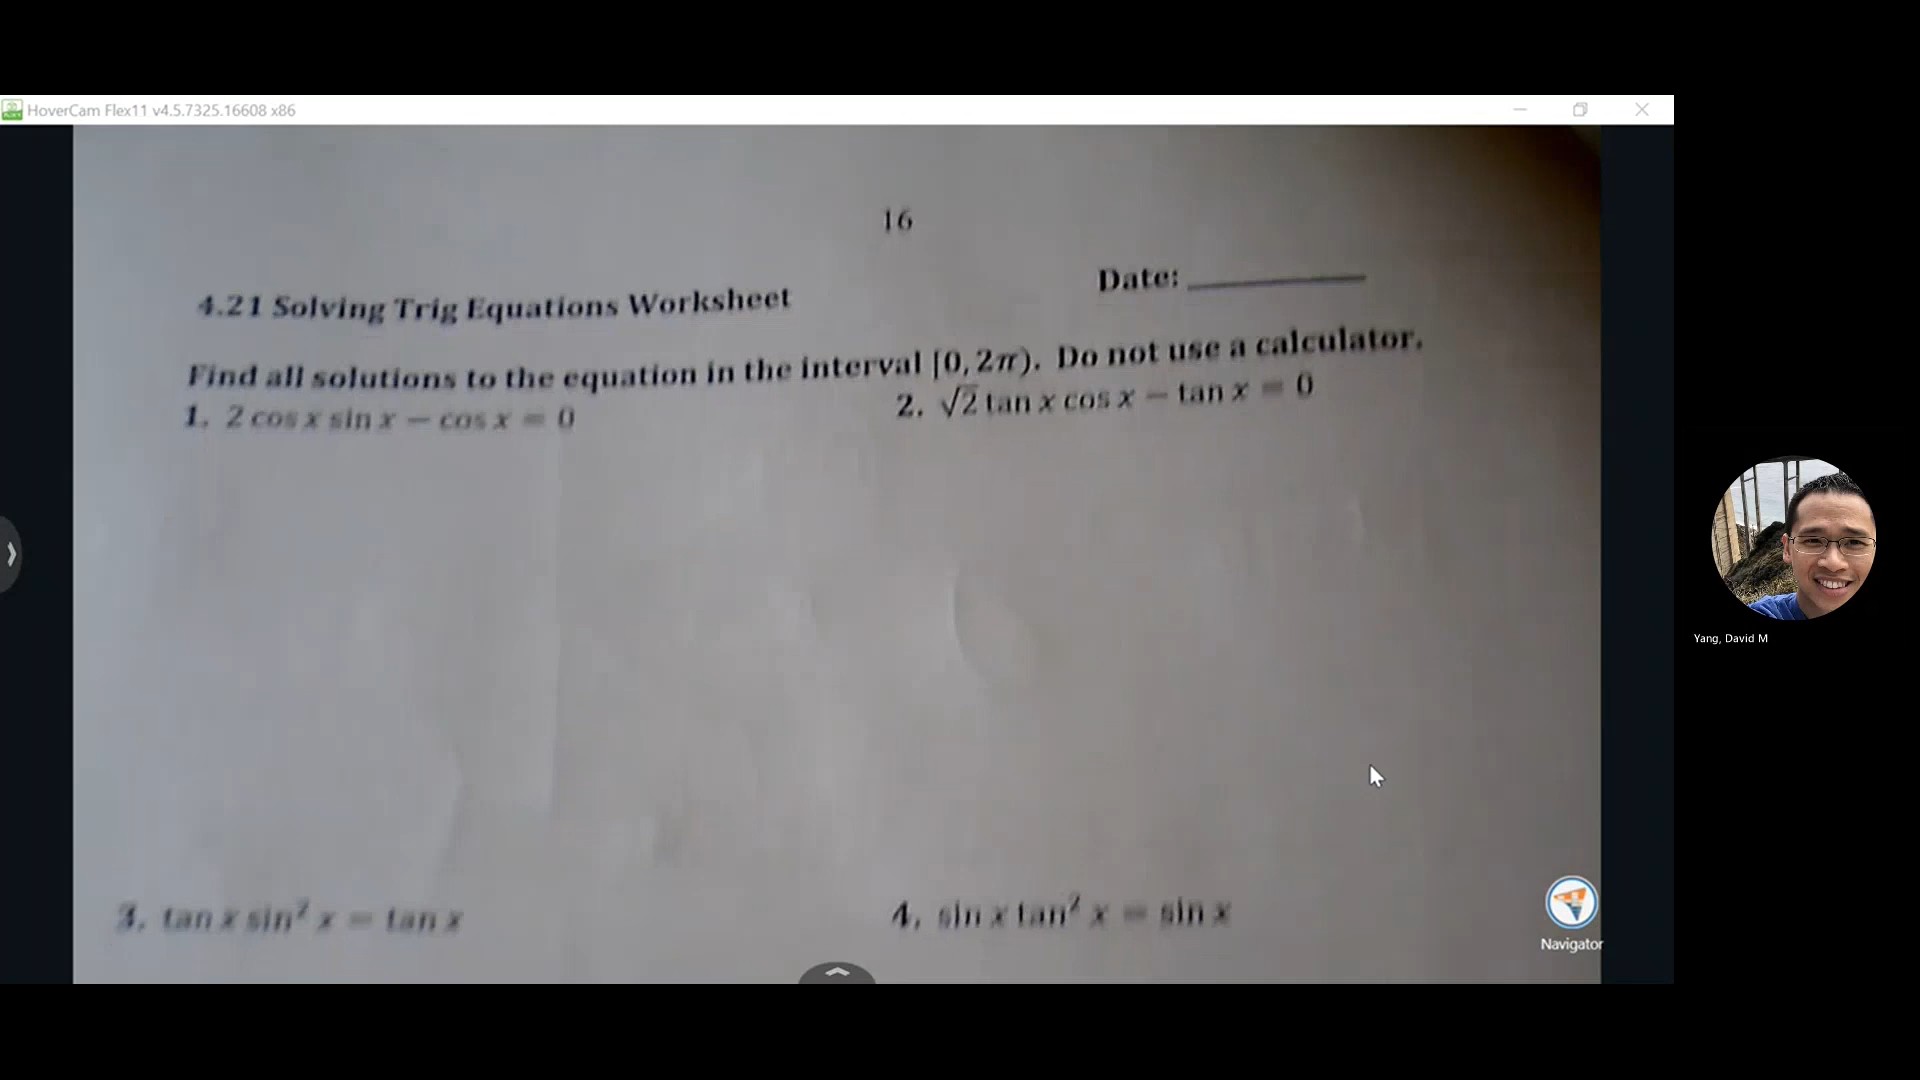 HoverCam Flex11 v4.5.7325.16608 x86
16
4.21 Solving Trig Equations Worksheet
Date: ____________
Find all solutions to the equation in the interval [0, 2π). Do not use a calculator.
1. 2 cos x sin x − cos x = 0
2. √2 tan x cos x − tan x = 0
3. tan x sin² x = tan x
4. sin x tan² x = sin x
Navigator
Yang, David M